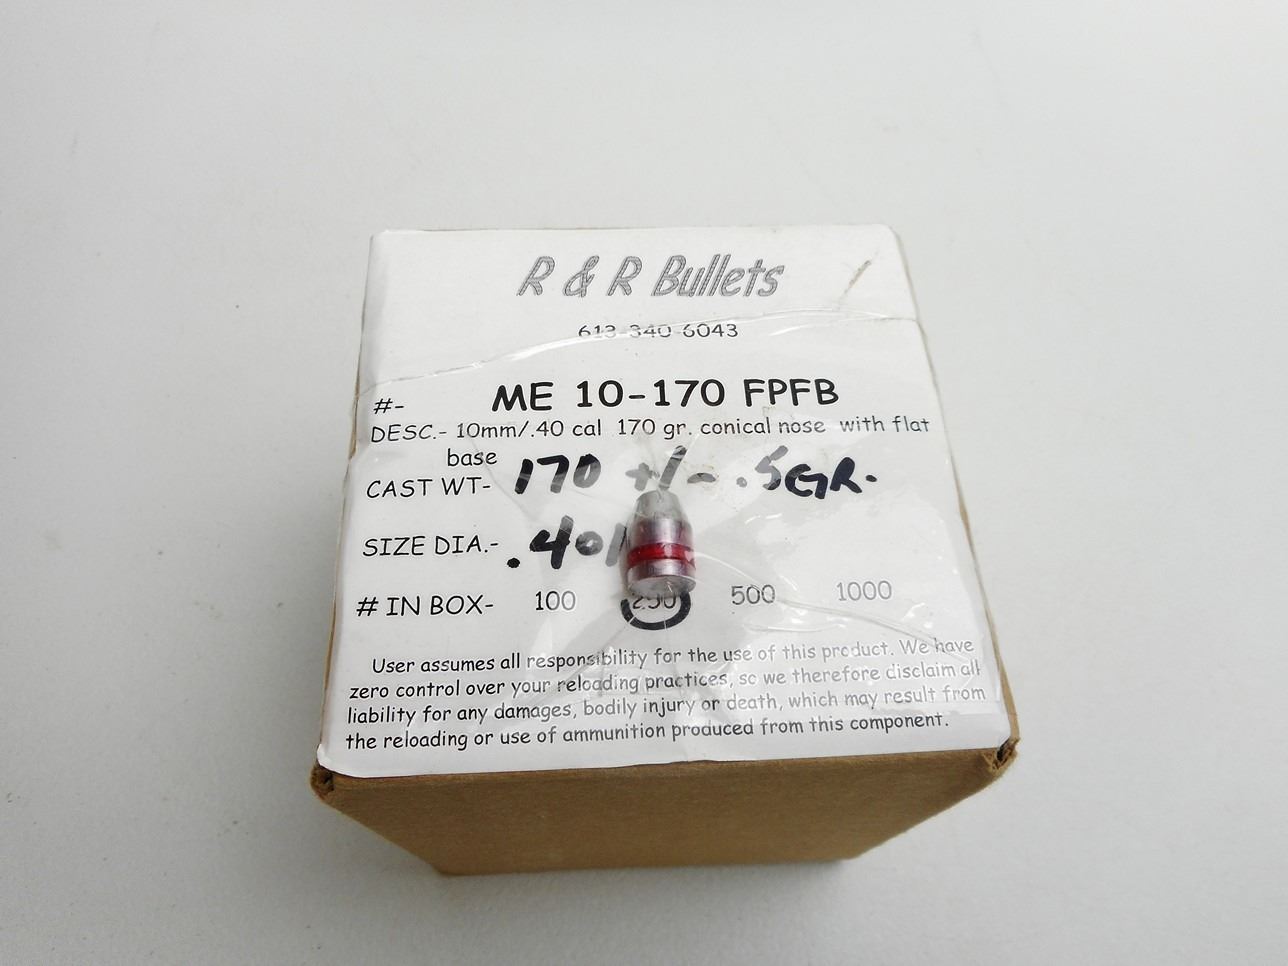 R & R Bullets
613-340-6043
#- ME 10-170 FPFB
DESC.- 10mm/.40 cal 170 gr. conical nose with flat
base
CAST WT- 170 +/- .5GR.
SIZE DIA.- .401
# IN BOX- 100 250 500 1000
User assumes all responsibility for the use of this product. We have
zero control over your reloading practices, so we therefore disclaim all
liability for any damages, bodily injury or death, which may result from
the reloading or use of ammunition produced from this component.